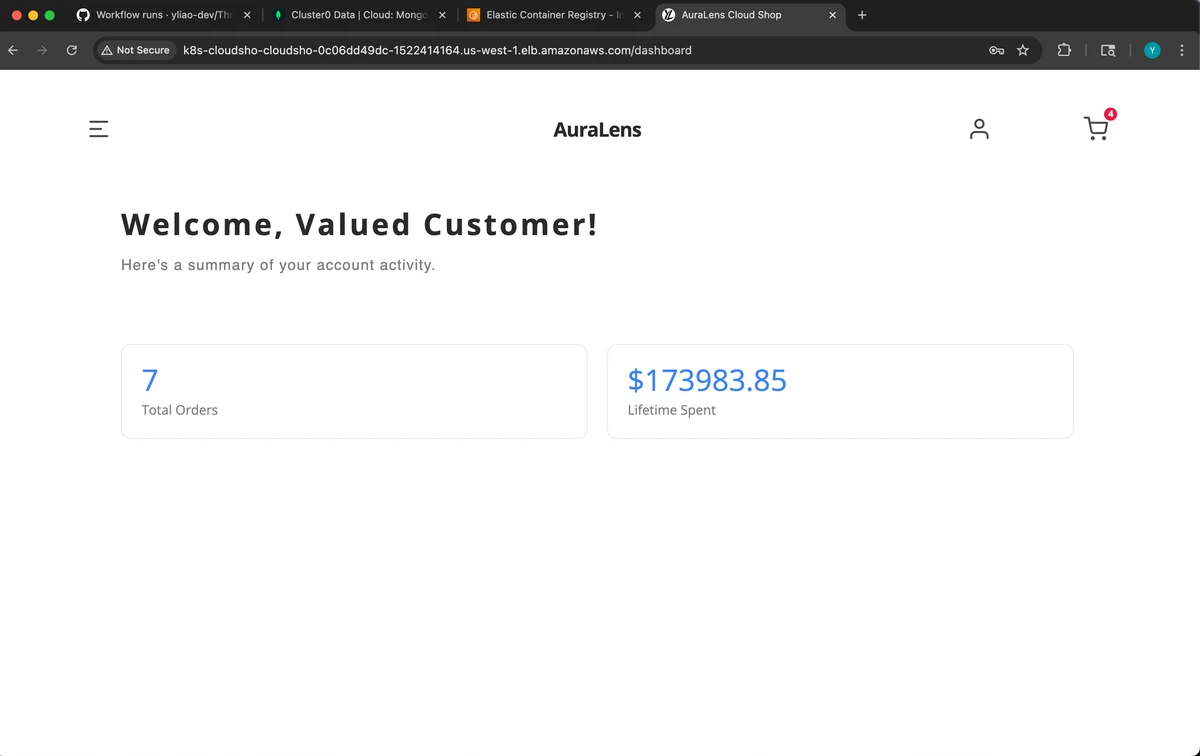 Workflow runs · yliao-dev/Th
Cluster0 Data | Cloud: Mongo
Elastic Container Registry - In
AuraLens Cloud Shop
Not Secure
k8s-cloudsho-cloudsho-0c06dd49dc-1522414164.us-west-1.elb.amazonaws.com/dashboard
Y
AuraLens
4
Welcome, Valued Customer!
Here's a summary of your account activity.
7
Total Orders
$173983.85
Lifetime Spent